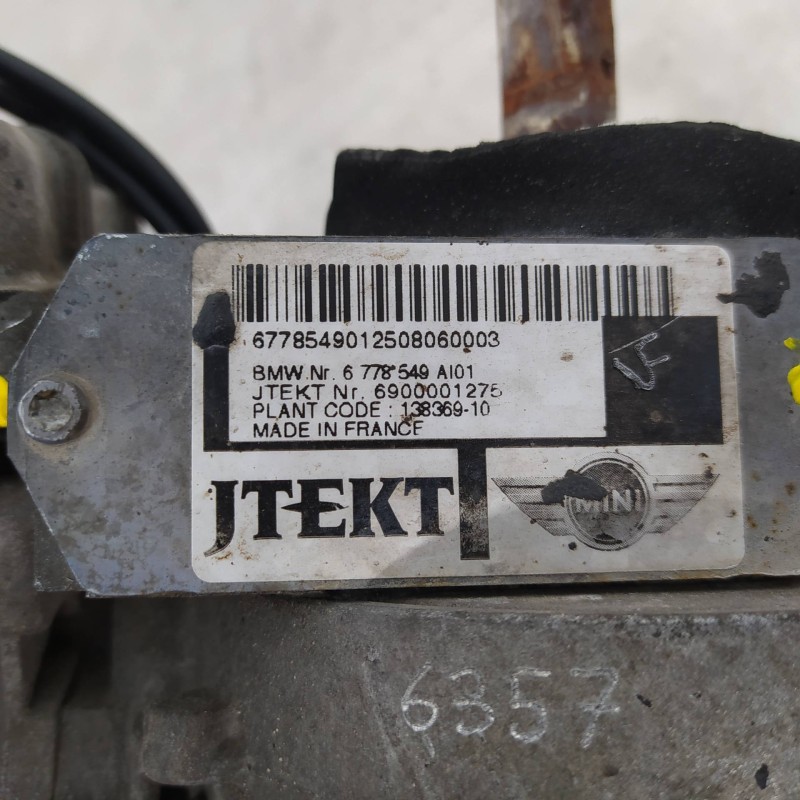 6778549012508060003
BMW.Nr. 6 778 549 AI01
JTEKT Nr. 6900001275
PLANT CODE : 138369-10
MADE IN FRANCE
JTEKT
MINI
6357